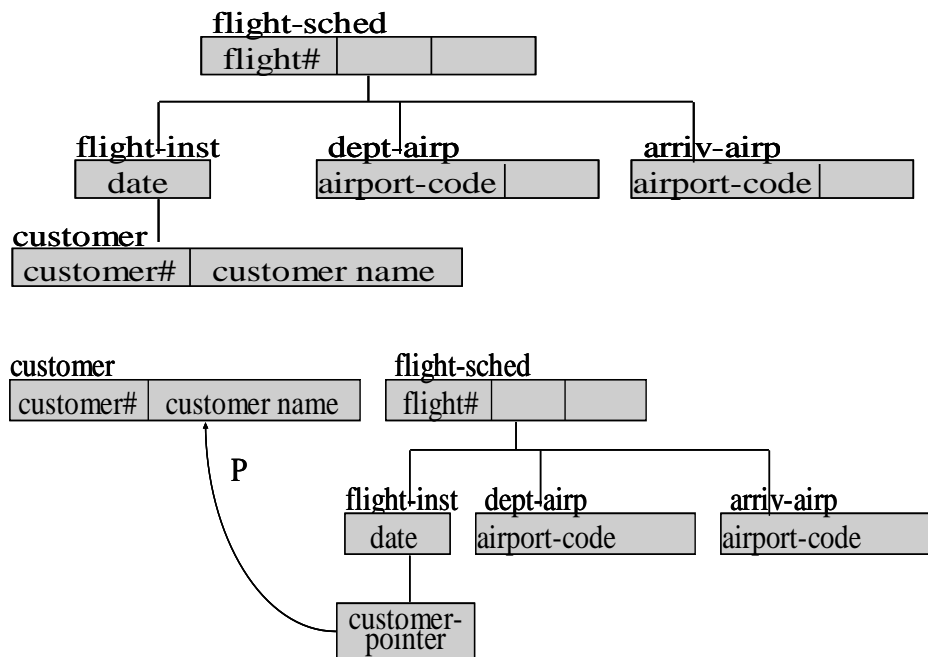 flight-sched
flight#
flight-inst dept-airp arriv-airp
date airport-code airport-code
customer
customer# customer name
customer flight-sched
customer# customer name flight#
P
flight-inst dept-airp arriv-airp
date airport-code airport-code
customer-
pointer